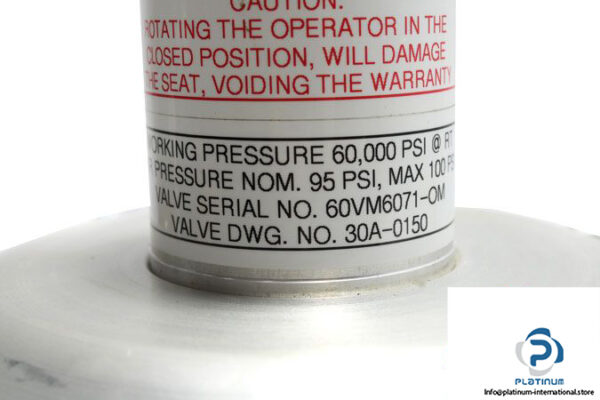 CAUTION:
ROTATING THE OPERATOR IN THE
CLOSED POSITION, WILL DAMAGE
THE SEAT, VOIDING THE WARRANTY
WORKING PRESSURE 60,000 PSI @ RT
PRESSURE NOM. 95 PSI, MAX 100 PSI
VALVE SERIAL NO. 60VM6071-OM
VALVE DWG. NO. 30A-0150
PLATINUM
Info@platinum-international.store